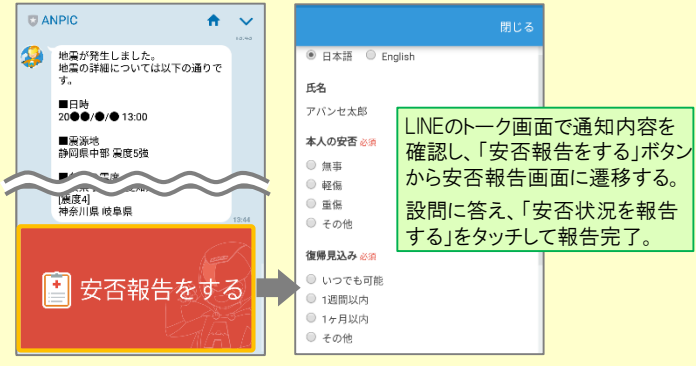 ANPIC
地震が発生しました。
地震の詳細については以下の通りで
す。
■日時
20●●/●/● 13:00
■震源地
静岡県中部 震度5強
[震度4]
神奈川県 岐阜県
13:44
安否報告をする
閉じる
日本語 English
氏名
アバンセ太郎
本人の安否 必須
無事
軽傷
重傷
その他
復帰見込み 必須
いつでも可能
1週間以内
1ヶ月以内
その他
LINEのトーク画面で通知内容を
確認し、「安否報告をする」ボタン
から安否報告画面に遷移する。
設問に答え、「安否状況を報告
する」をタッチして報告完了。